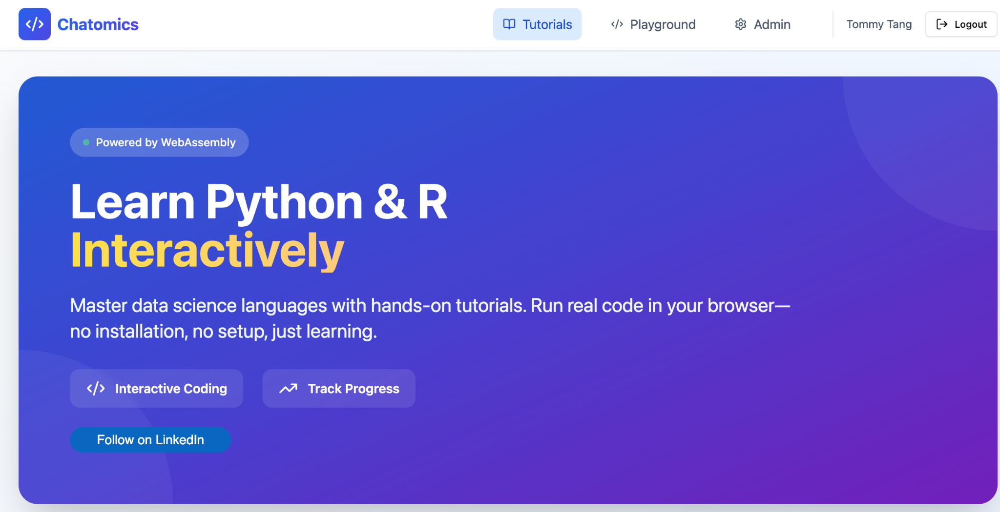 Chatomics
Tutorials
Playground
Admin
Tommy Tang
Logout
Powered by WebAssembly
Learn Python & R
Interactively
Master data science languages with hands-on tutorials. Run real code in your browser—
no installation, no setup, just learning.
Interactive Coding
Track Progress
Follow on LinkedIn